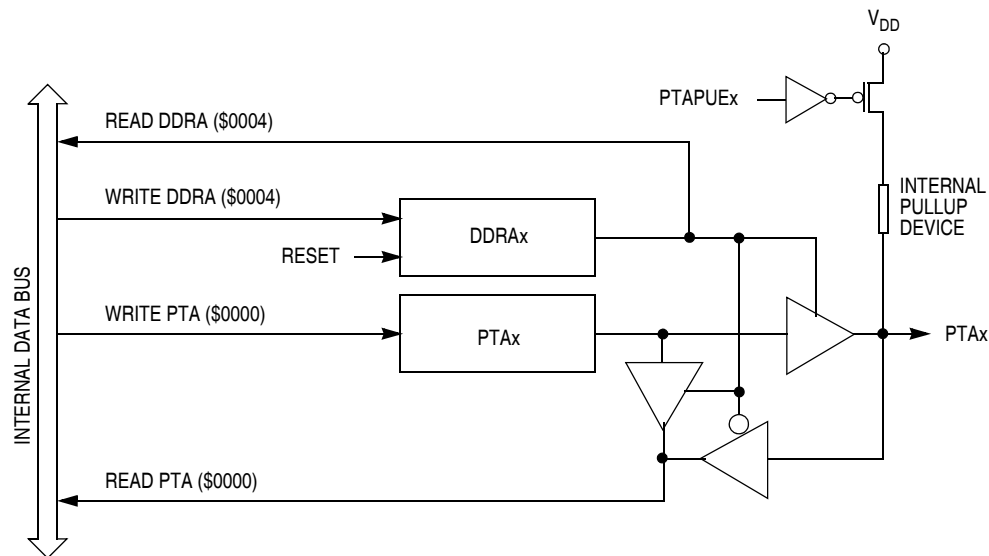 VDD
PTAPUEx
READ DDRA ($0004)
WRITE DDRA ($0004)
INTERNAL
PULLUP
DEVICE
DDRAx
RESET
WRITE PTA ($0000)
PTAx
PTAx
INTERNAL DATA BUS
READ PTA ($0000)